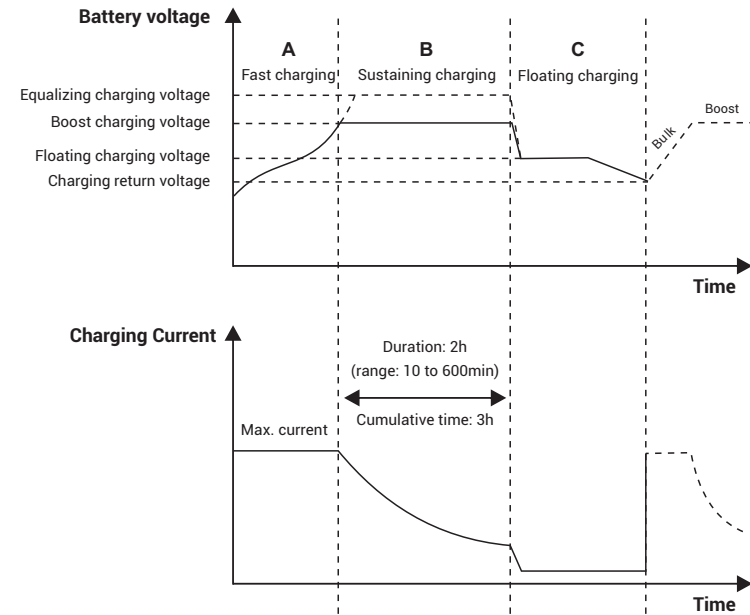 Battery voltage
A
B
C
Fast charging
Sustaining charging
Floating charging
Equalizing charging voltage
Boost charging voltage
Floating charging voltage
Charging return voltage
Bulk
Boost
Time
Charging Current
Duration: 2h
(range: 10 to 600min)
Cumulative time: 3h
Max. current
Time